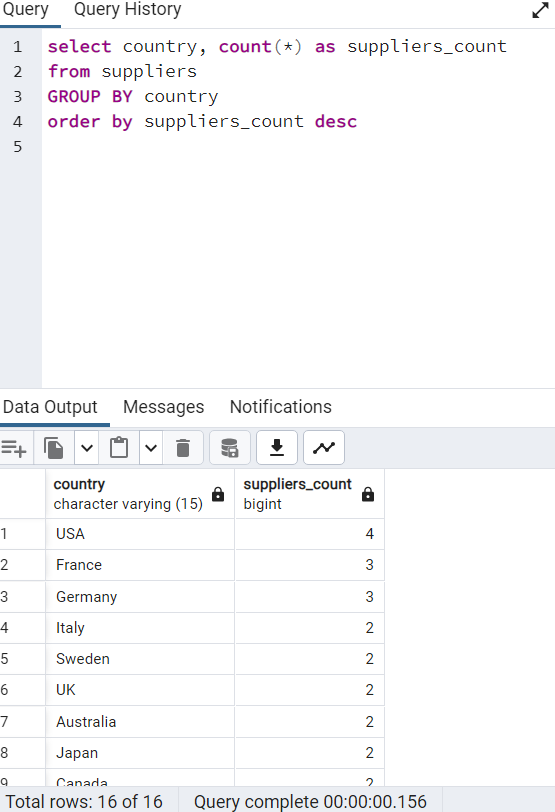 Query Query History
1 select country, count(*) as suppliers_count
2 from suppliers
3 GROUP BY country
4 order by suppliers_count desc
5
Data Output Messages Notifications
country suppliers_count
character varying (15) bigint
1 USA 4
2 France 3
3 Germany 3
4 Italy 2
5 Sweden 2
6 UK 2
7 Australia 2
8 Japan 2
9 Canada 2
Total rows: 16 of 16 Query complete 00:00:00.156